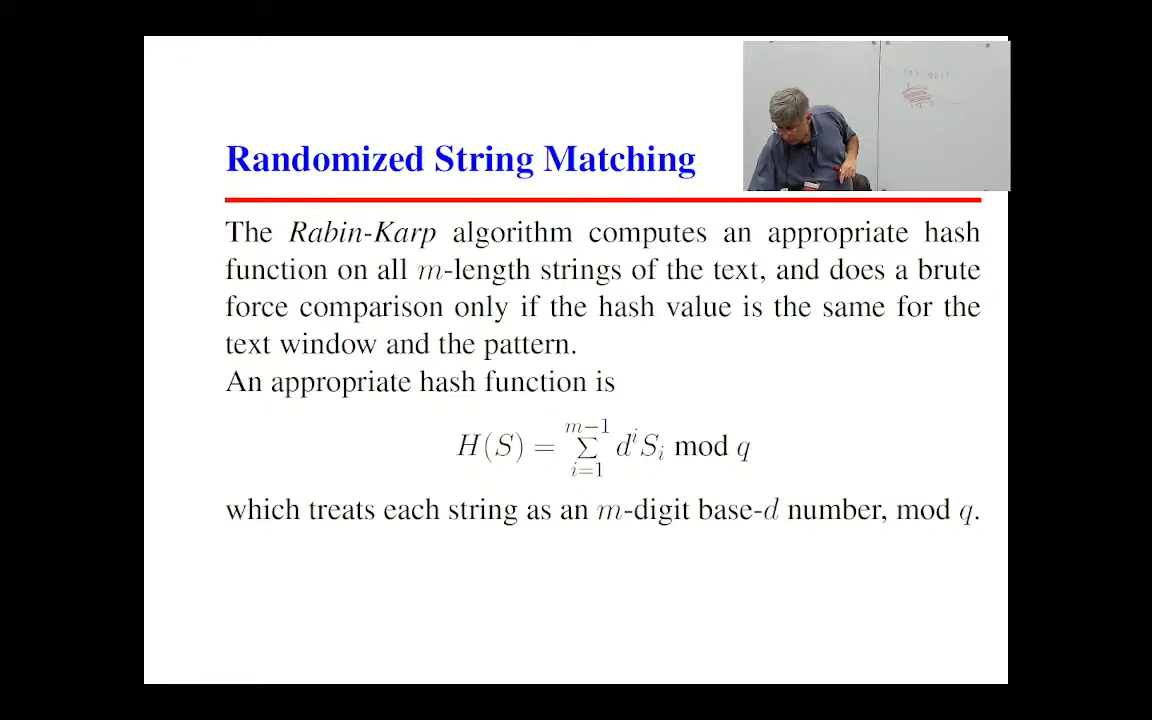 Randomized String Matching
The Rabin-Karp algorithm computes an appropriate hash
function on all m-length strings of the text, and does a brute
force comparison only if the hash value is the same for the
text window and the pattern.
An appropriate hash function is
H(S) = ∑_{i=1}^{m−1} d^i S_i mod q
which treats each string as an m-digit base-d number, mod q.